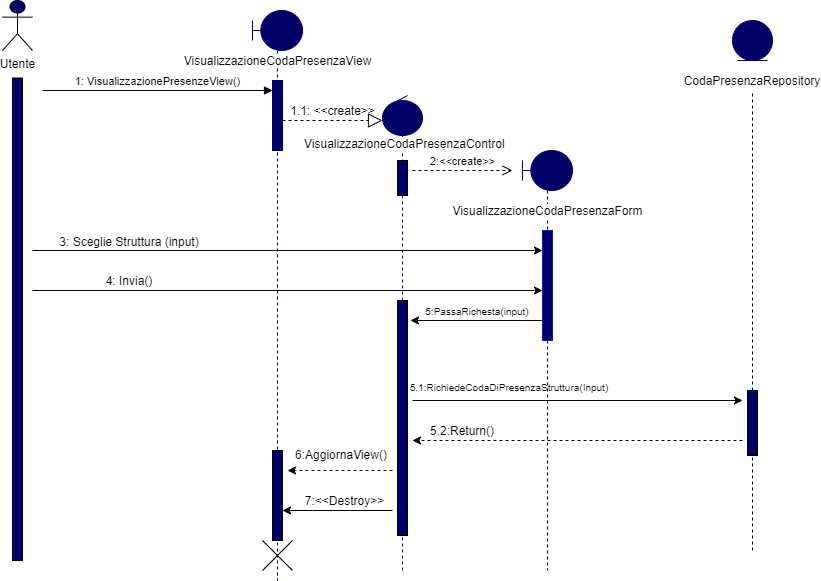 Utente
VisualizzazioneCodaPresenzaView
CodaPresenzaRepository
1: VisualizzazionePresenzeView()
1.1: <<create>>
VisualizzazioneCodaPresenzaControl
2:<<create>>
VisualizzazioneCodaPresenzaForm
3: Sceglie Struttura (input)
4: Invia()
5:PassaRichesta(input)
5.1:RichiedeCodaDiPresenzaStruttura(Input)
5.2:Return()
6:AggiornaView()
7:<<Destroy>>